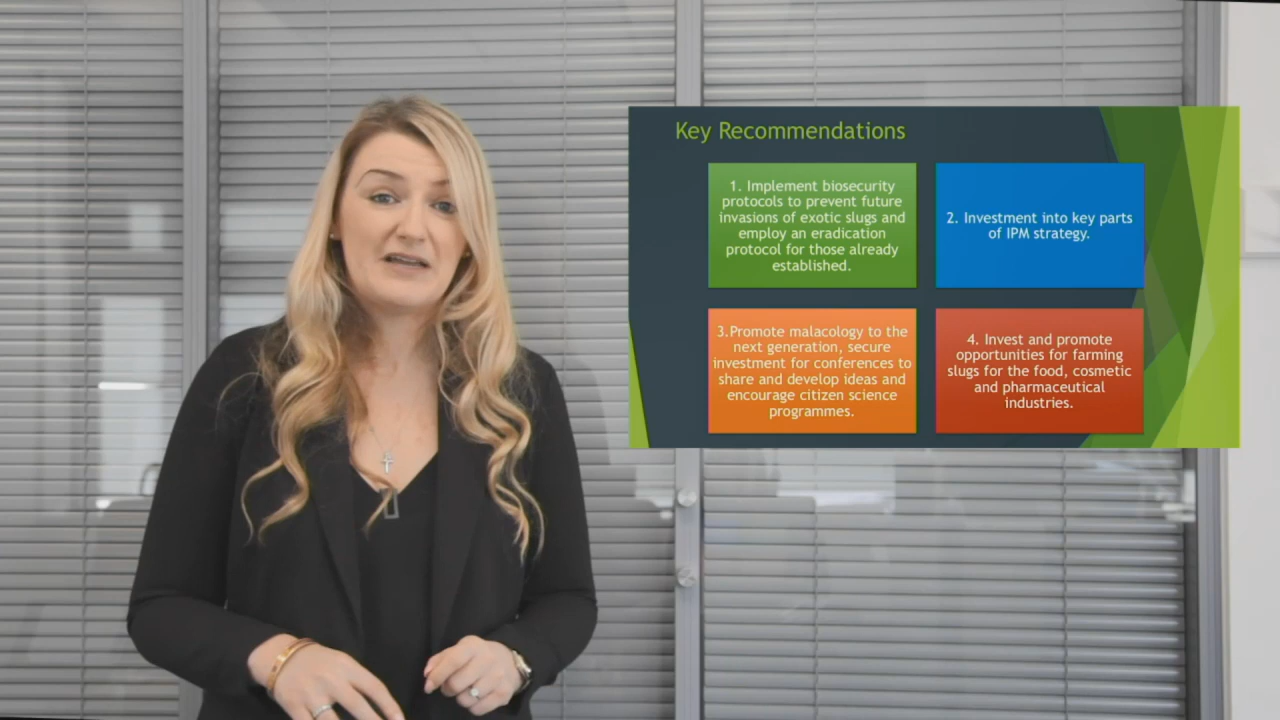 Key Recommendations
1. Implement biosecurity
protocols to prevent future
invasions of exotic slugs and
employ an eradication
protocol for those already
established.
2. Investment into key parts
of IPM strategy.
3.Promote malacology to the
next generation, secure
investment for conferences to
share and develop ideas and
encourage citizen science
programmes.
4. Invest and promote
opportunities for farming
slugs for the food, cosmetic
and pharmaceutical
industries.